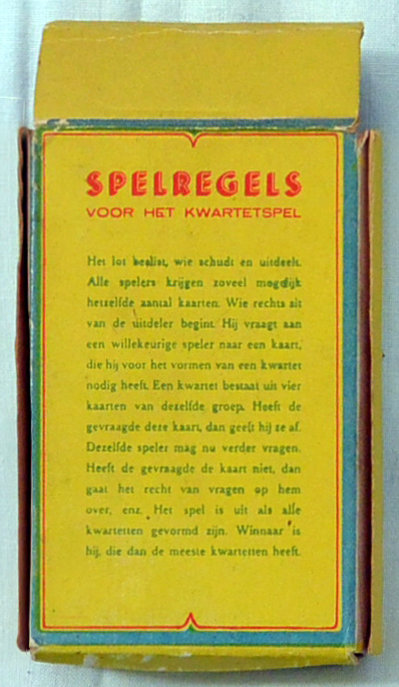 SPELREGELS
VOOR HET KWARTETSPEL
Het lot beslist, wie schudt en uitdeelt.
Alle spelers krijgen zoveel mogelijk
hetzelfde aantal kaarten. Wie rechts zit
van de uitdeler begint. Hij vraagt aan
een willekeurige speler naar een kaart,
die hij voor het vormen van een kwartet
nodig heeft. Een kwartet bestaat uit vier
kaarten van dezelfde groep. Heeft de
gevraagde deze kaart, dan geeft hij ze af.
Dezelfde speler mag nu verder vragen.
Heeft de gevraagde de kaart niet, dan
gaat het recht van vragen op hem
over, enz. Het spel is uit als alle
kwartetten gevormd zijn. Winnaar is
hij, die dan de meeste kwartetten heeft.